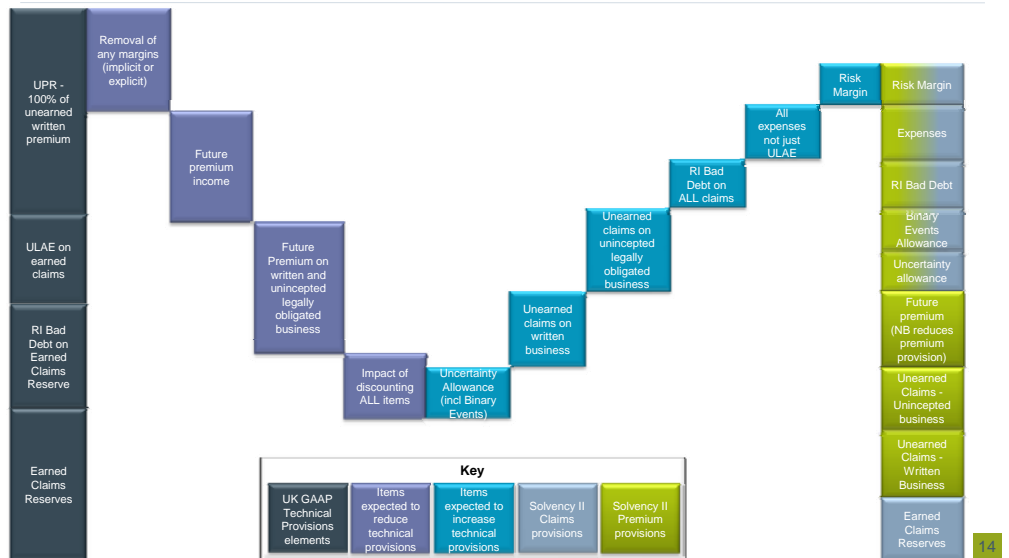 UPR -
100% of
unearned
written
premium
ULAE on
earned
claims
RI Bad
Debt on
Earned
Claims
Reserve
Earned
Claims
Reserves
Removal of
any margins
(implicit or
explicit)
Future
premium
income
Future
Premium on
written and
unincepted
legally
obligated
business
Impact of
discounting
ALL items
Uncertainty
Allowance
(incl Binary
Events)
Unearned
claims on
written
business
Unearned
claims on
unincepted
legally
obligated
business
RI Bad
Debt on
ALL claims
All
expenses
not just
ULAE
Risk
Margin
Risk Margin
Expenses
RI Bad Debt
Binary
Events
Allowance
Uncertainty
allowance
Future
premium
(NB reduces
premium
provision)
Unearned
Claims -
Unincepted
business
Unearned
Claims -
Written
Business
Earned
Claims
Reserves
Key
UK GAAP
Technical
Provisions
elements
Items
expected to
reduce
technical
provisions
Items
expected to
increase
technical
provisions
Solvency II
Claims
provisions
Solvency II
Premium
provisions
14